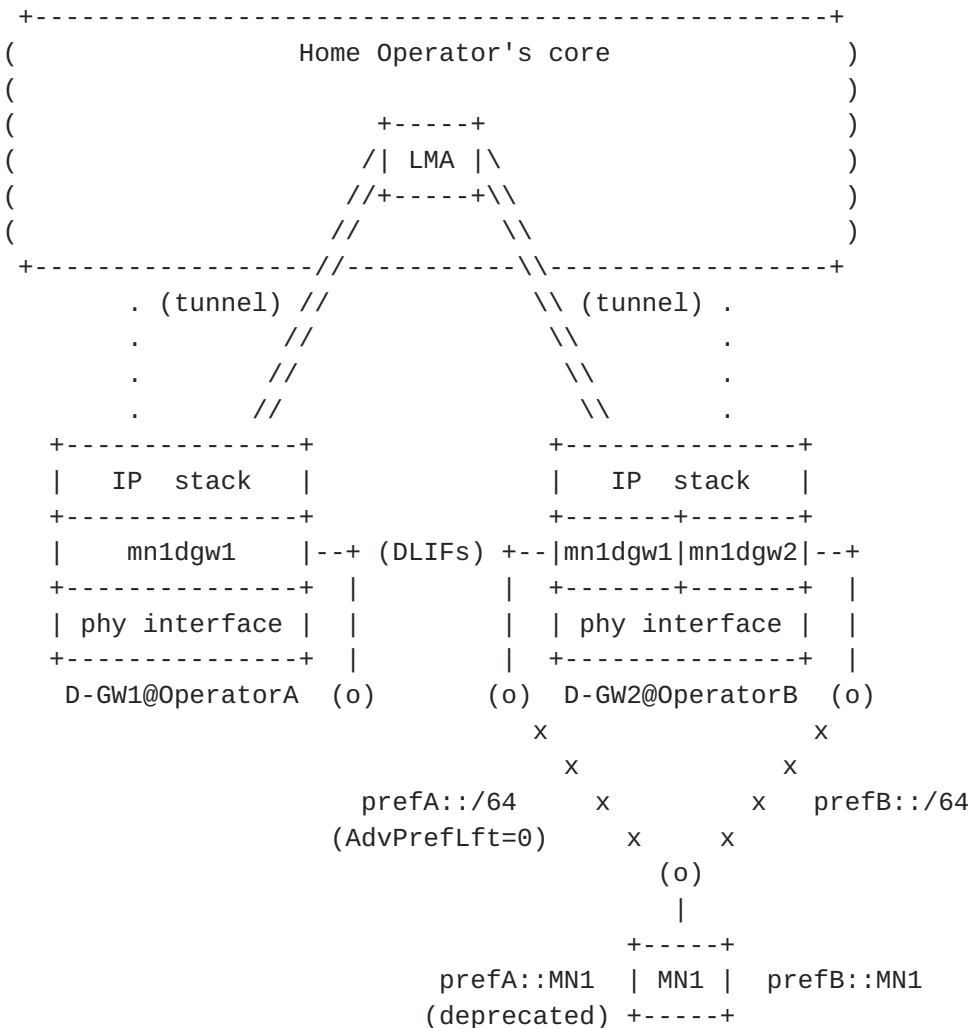 +---------------------------------------------------+
(                  Home Operator's core               )
(                                                     )
(                       +-----+                       )
(                      /| LMA |\                      )
(                     //+-----+\\                     )
(                    //         \\                    )
+------------------//-----------\\------------------+
. (tunnel) //             \\ (tunnel) .
.         //               \\         .
.        //                 \\        .
.       //                   \\       .
+---------------+               +---------------+
|   IP  stack   |               |   IP  stack   |
+---------------+               +-------+-------+
|    mn1dgw1    |--+ (DLIFs) +--|mn1dgw1|mn1dgw2|--+
+---------------+  |         |  +-------+-------+  |
| phy interface |  |         |  | phy interface |  |
+---------------+  |         |  +---------------+  |
D-GW1@OperatorA  (o)       (o)  D-GW2@OperatorB  (o)
x                 x
x             x
prefA::/64     x         x   prefB::/64
(AdvPrefLft=0)     x     x
(o)
|
+-----+
prefA::MN1  | MN1 |  prefB::MN1
(deprecated) +-----+